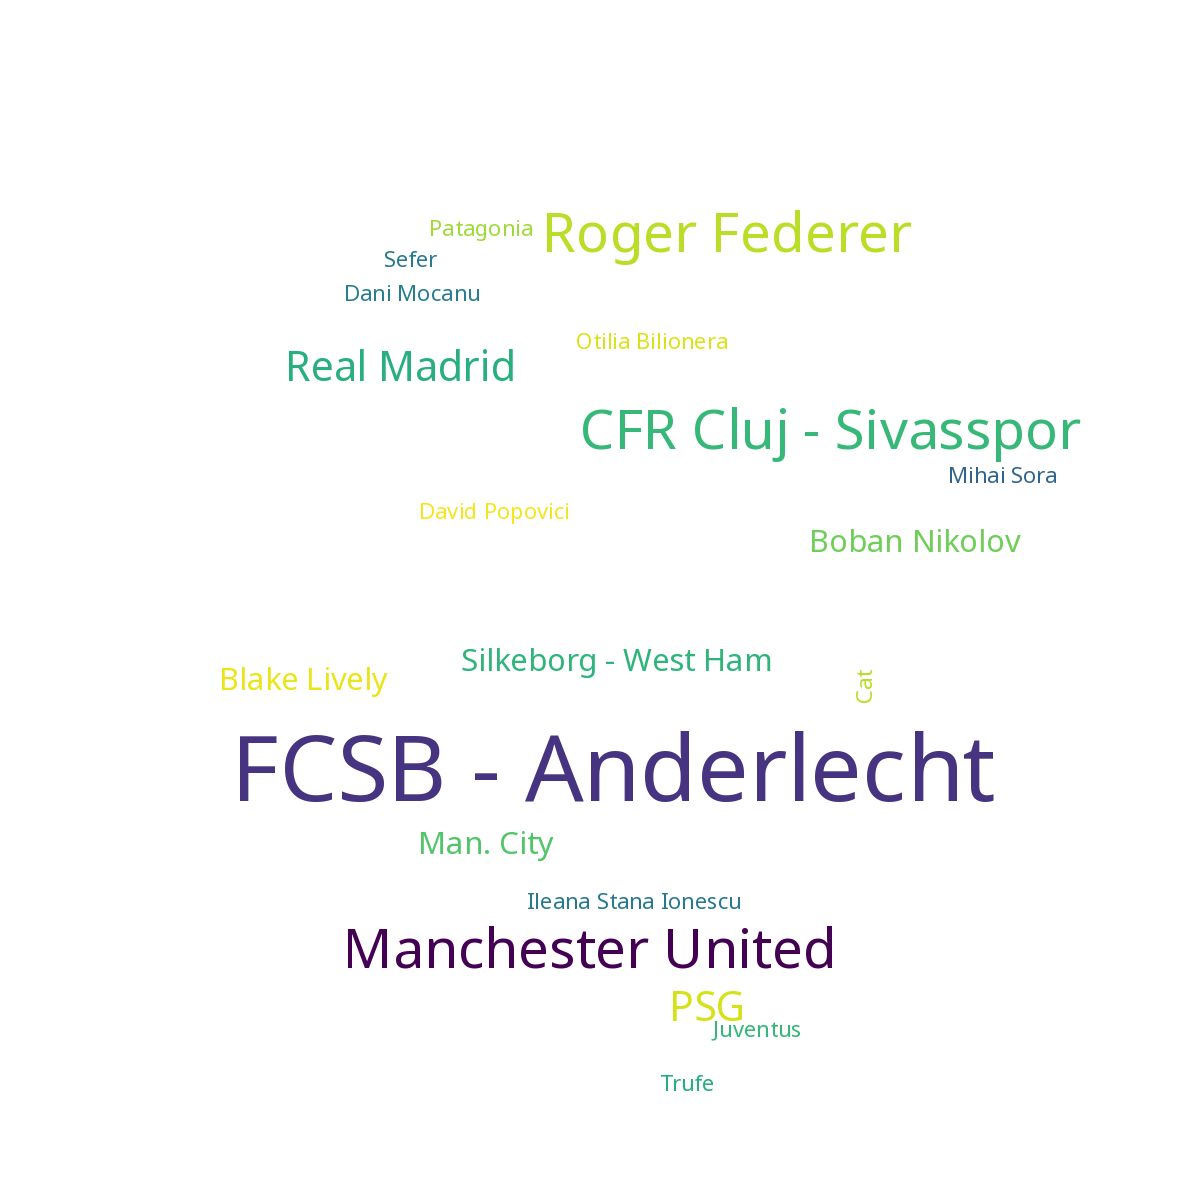 Patagonia
Roger Federer
Sefer
Dani Mocanu
Otilia Bilionera
Real Madrid
CFR Cluj - Sivasspor
Mihai Sora
David Popovici
Boban Nikolov
Silkeborg - West Ham
Blake Lively
Cat
FCSB - Anderlecht
Man. City
Ileana Stana Ionescu
Manchester United
PSG
Juventus
Trufe